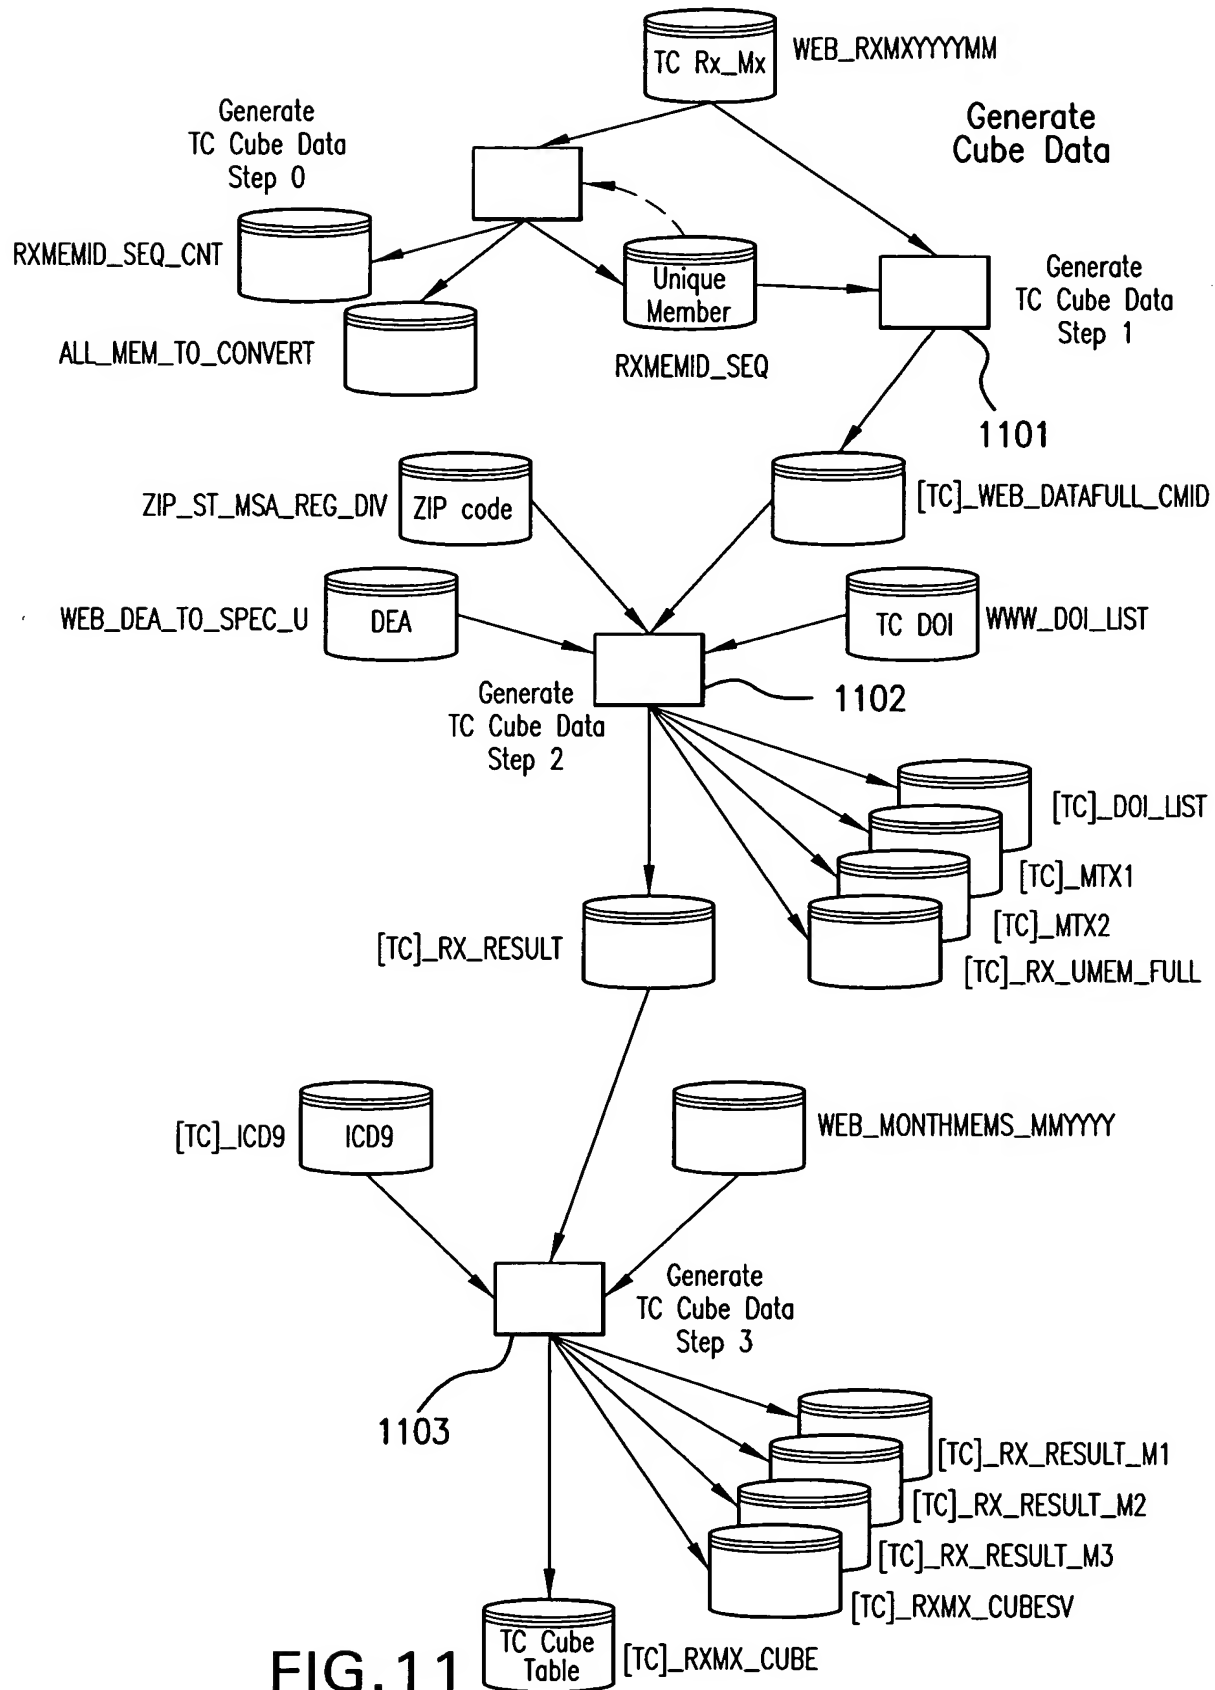 TC Rx_Mx
WEB_RXMXYYYYMM
Generate
Cube Data
Generate
TC Cube Data
Step 0
RXMEMID_SEQ_CNT
ALL_MEM_TO_CONVERT
Unique
Member
RXMEMID_SEQ
Generate
TC Cube Data
Step 1
1101
ZIP_ST_MSA_REG_DIV
ZIP code
[TC]_WEB_DATAFULL_CMID
WEB_DEA_TO_SPEC_U
DEA
TC DOI
WWW_DOI_LIST
Generate
TC Cube Data
Step 2
1102
[TC]_DOI_LIST
[TC]_MTX1
[TC]_MTX2
[TC]_RX_UMEM_FULL
[TC]_RX_RESULT
[TC]_ICD9
ICD9
WEB_MONTHMEMS_MMYYYY
Generate
TC Cube Data
Step 3
1103
[TC]_RX_RESULT_M1
[TC]_RX_RESULT_M2
[TC]_RX_RESULT_M3
[TC]_RXMX_CUBESV
TC Cube
Table
[TC]_RXMX_CUBE
FIG.11